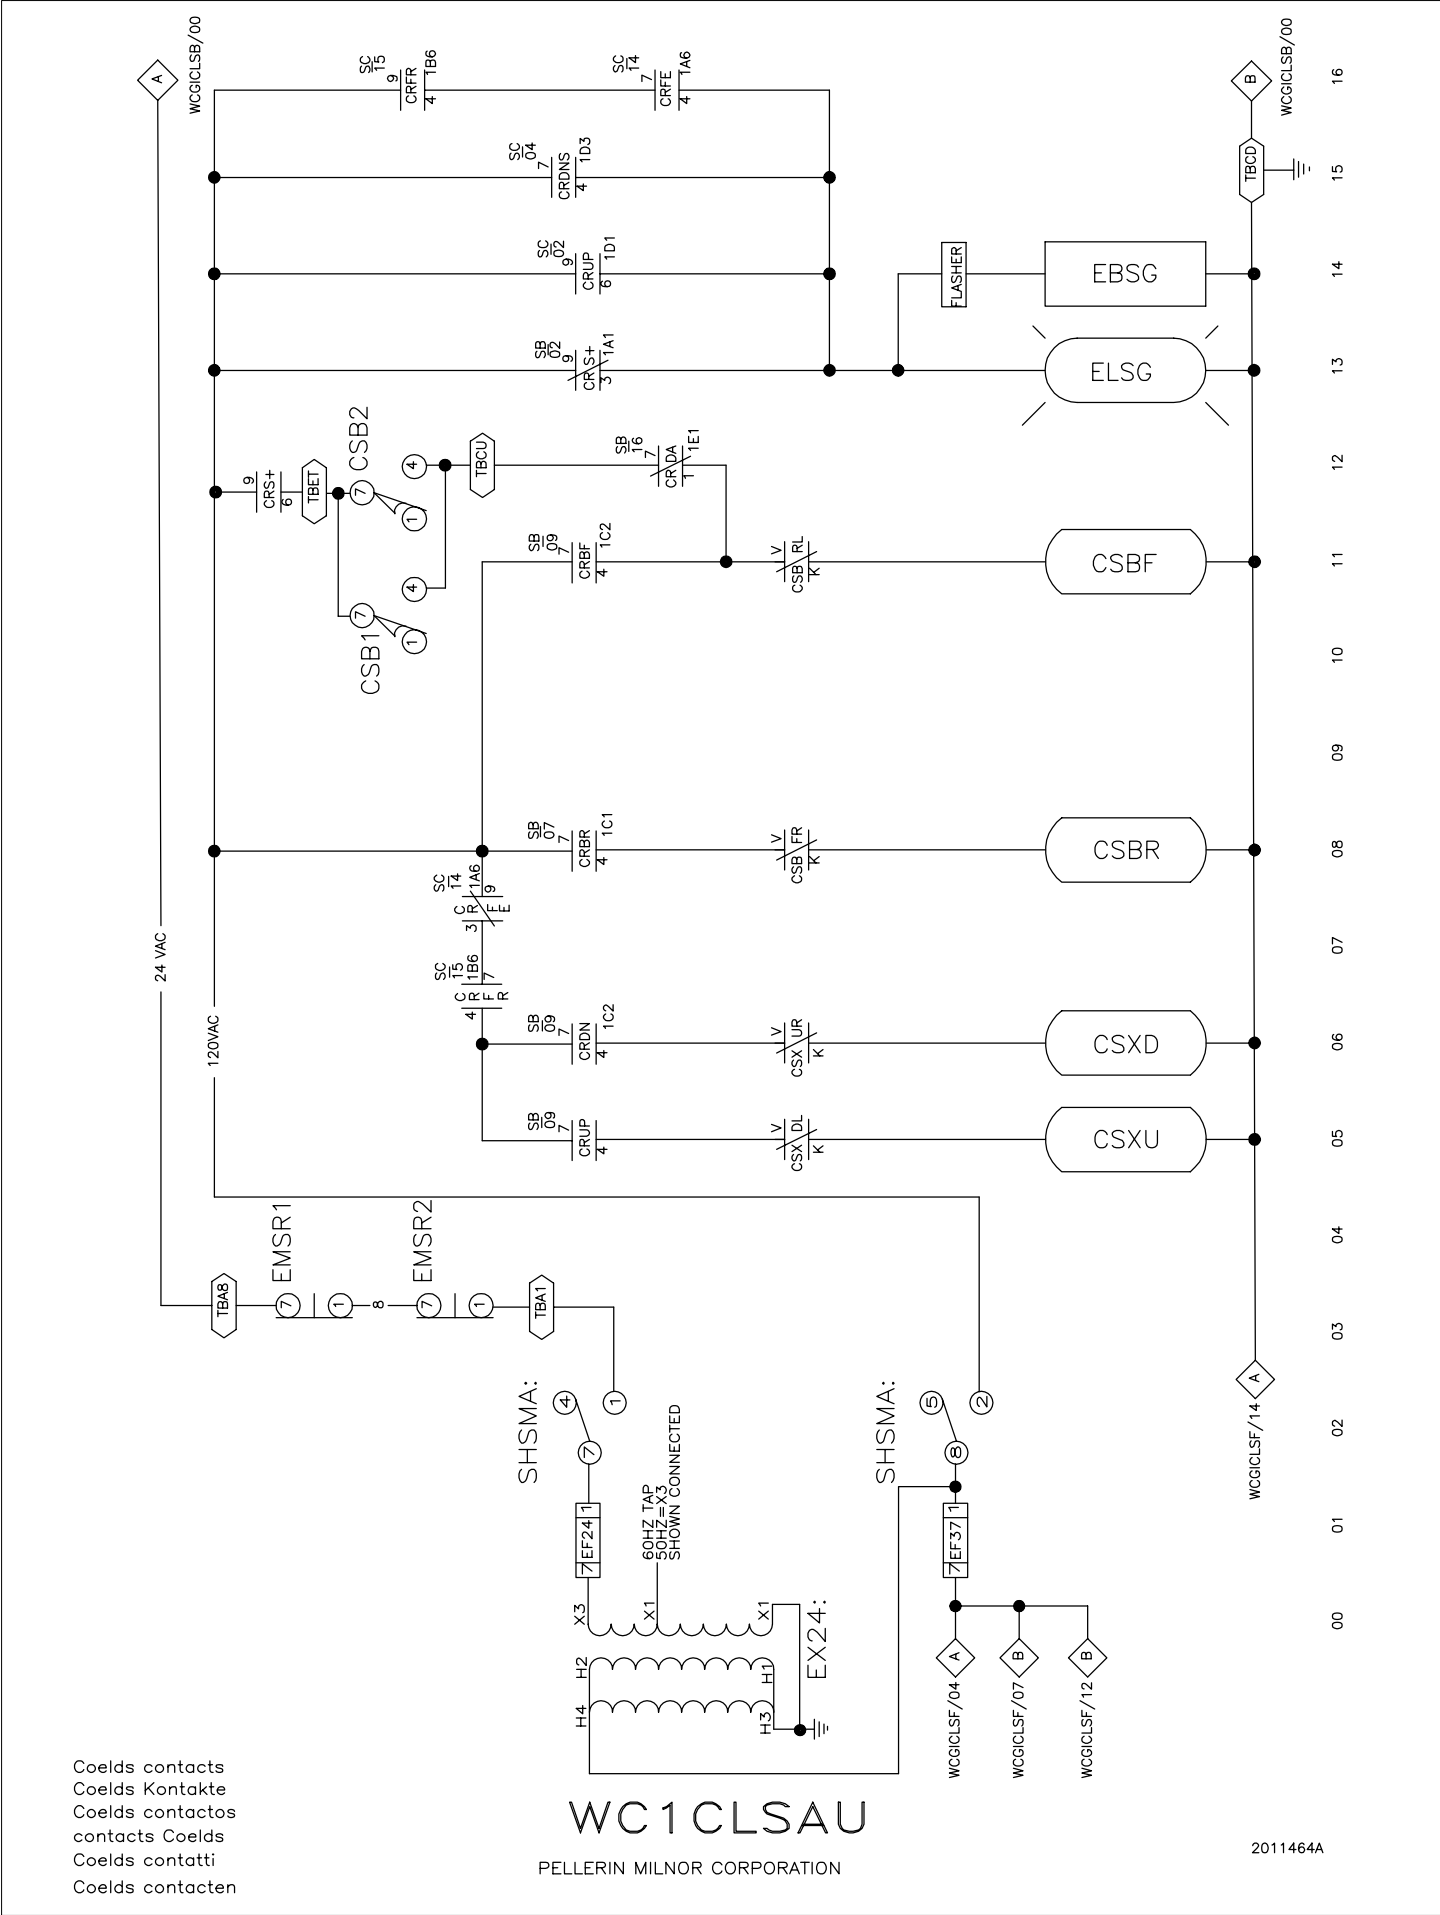 A
WCGICLSB/00
SC
15
9
CRFR
4
1B6
SC
14
7
CRFE
4
1A6
B
WCGICLSB/00
16
SC
04
7
CRDNS
4
1D3
TBCD
15
SC
02
9
CRUP
6
1D1
FLASHER
EBSG
14
SB
02
9
CR S+
3
1A1
ELSG
13
9
CRS+
6
TBET
CSB2
7
4
1
TBCU
SB
16
7
CR DA
1
1E1
12
CSB1
7
4
1
SB
09
7
CRBF
4
1C2
V
CSB RL
K
CSBF
11
10
09
SB
07
7
CRBR
4
1C1
V
CSB FR
K
CSBR
08
24 VAC
SC
14
1A6
C
R F
E
3
9
07
SC
15
1B6
C
R F
R
4
7
120VAC
SB
09
7
CRDN
4
1C2
V
CSX UR
K
CSXD
06
SB
09
7
CRUP
4
V
CSX DL
K
CSXU
05
04
TBA8
EMSR1
7
1
8
EMSR2
7
1
TBA1
03
SHSMA:
4
1
7
SHSMA:
5
2
8
A
WCGICLSF/14
02
7 EF24 1
60HZ TAP
50HZ=X3
SHOWN CONNECTED
7 EF37 1
01
X3
X1
X1
H2
H1
H4
H3
EX24:
00
A
WCGICLSF/04
B
WCGICLSF/07
B
WCGICLSF/12
Coelds contacts
Coelds Kontakte
Coelds contactos
contacts Coelds
Coelds contatti
Coelds contacten
WC1CLSAU
PELLERIN MILNOR CORPORATION
2011464A